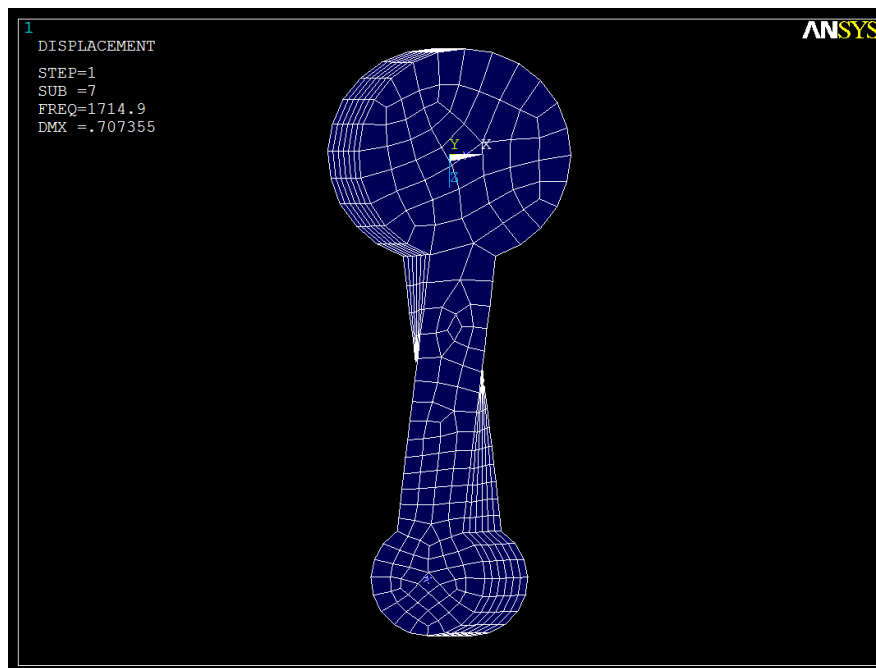 1
ANSYS
DISPLACEMENT
STEP=1
SUB =7
FREQ=1714.9
DMX =.707355
Y X
Z